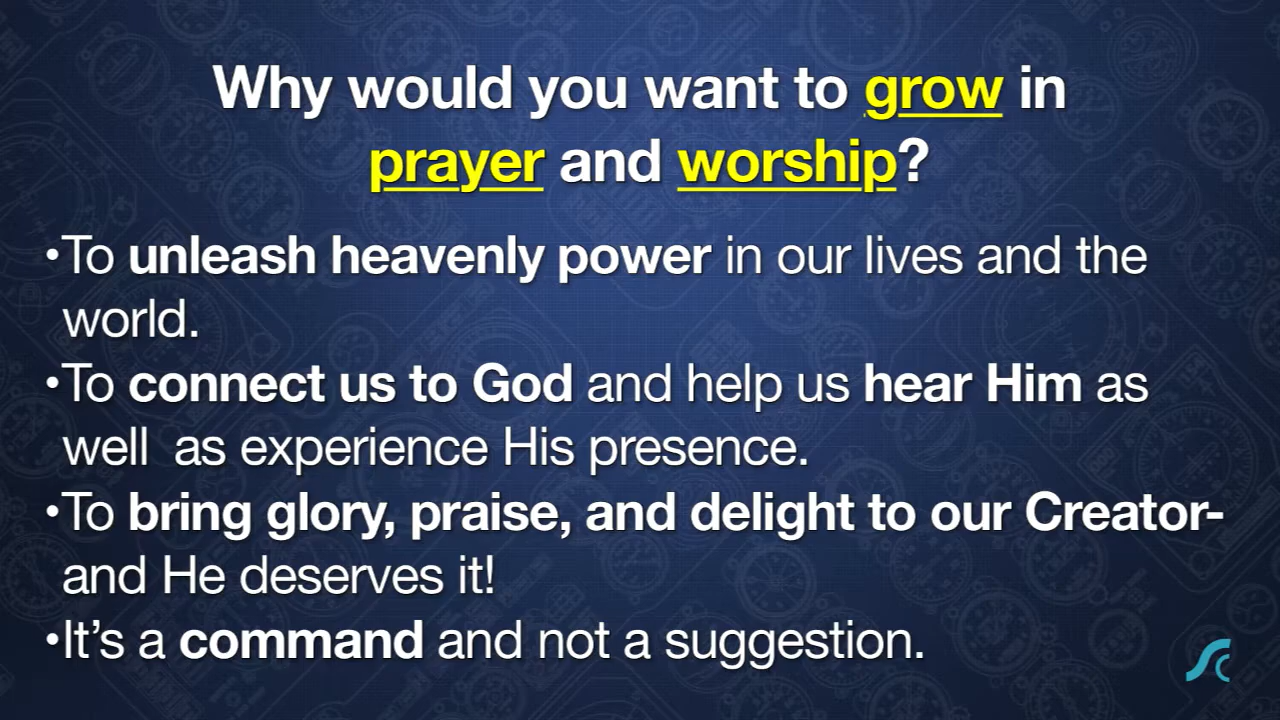 Why would you want to grow in
prayer and worship?
•To unleash heavenly power in our lives and the
world.
•To connect us to God and help us hear Him as
well  as experience His presence.
•To bring glory, praise, and delight to our Creator-
and He deserves it!
•It's a command and not a suggestion.